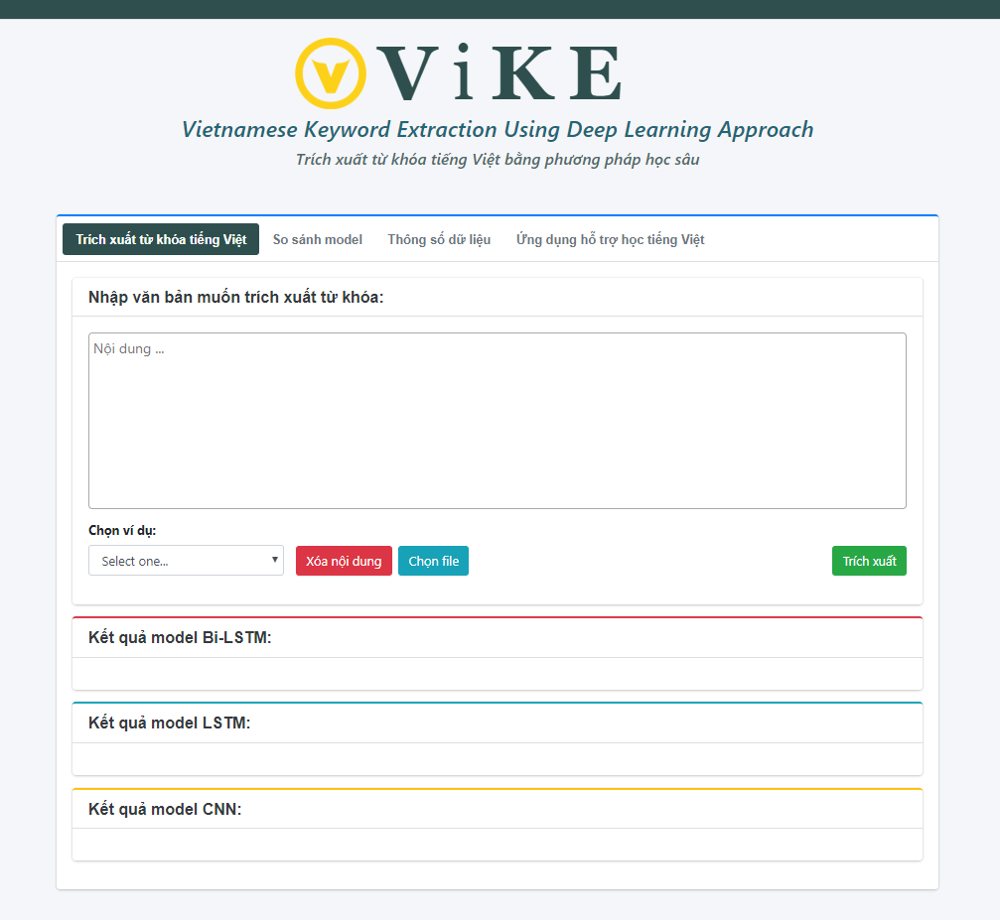 ViKE
Vietnamese Keyword Extraction Using Deep Learning Approach
Trích xuất từ khóa tiếng Việt bằng phương pháp học sâu
Trích xuất từ khóa tiếng Việt So sánh model Thông số dữ liệu Ứng dụng hỗ trợ học tiếng Việt
Nhập văn bản muốn trích xuất từ khóa:
Nội dung ...
Chọn ví dụ:
Select one... Xóa nội dung Chọn file Trích xuất
Kết quả model Bi-LSTM:
Kết quả model LSTM:
Kết quả model CNN: